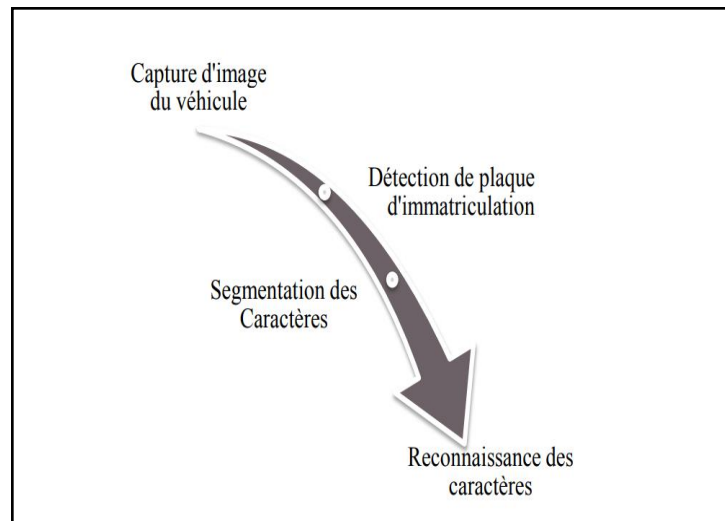 Capture d'image
du véhicule
Détection de plaque
d'immatriculation
Segmentation des
Caractères
Reconnaissance des
caractères